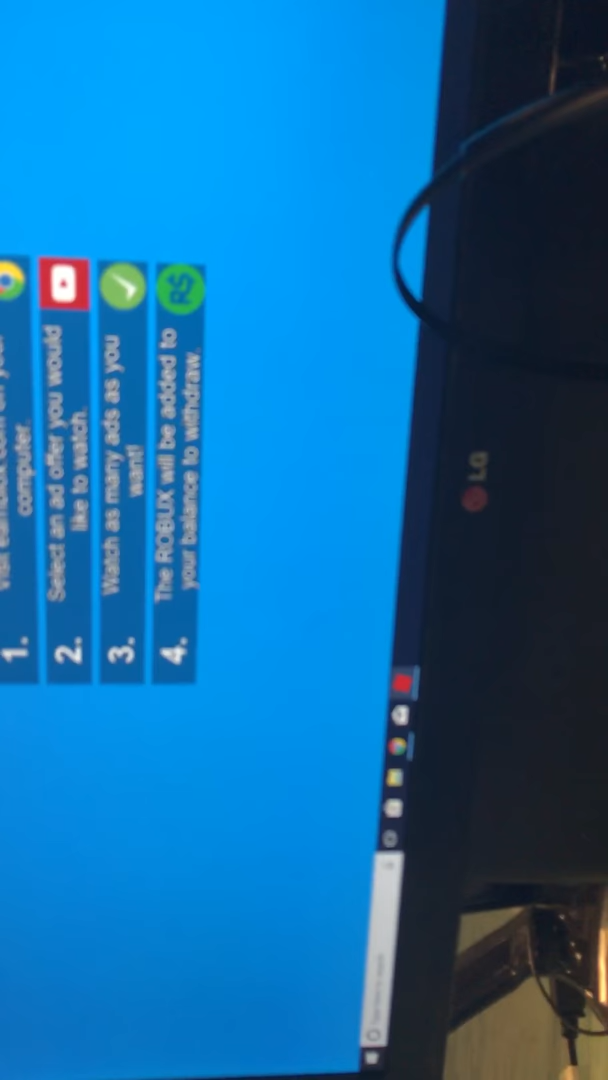 computer.
Select an ad offer you would
like to watch.
Watch as many ads as you
want!
The ROBUX will be added to
your balance to withdraw.
1.
2.
3.
4.
R$
LG